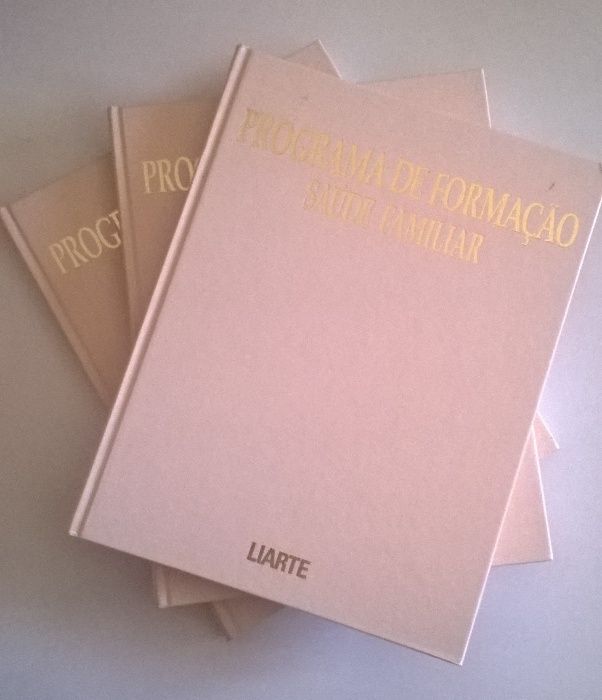 PROGRAMA DE FORMAÇÃO
SAÚDE FAMILIAR
LIARTE
PROG
PROG